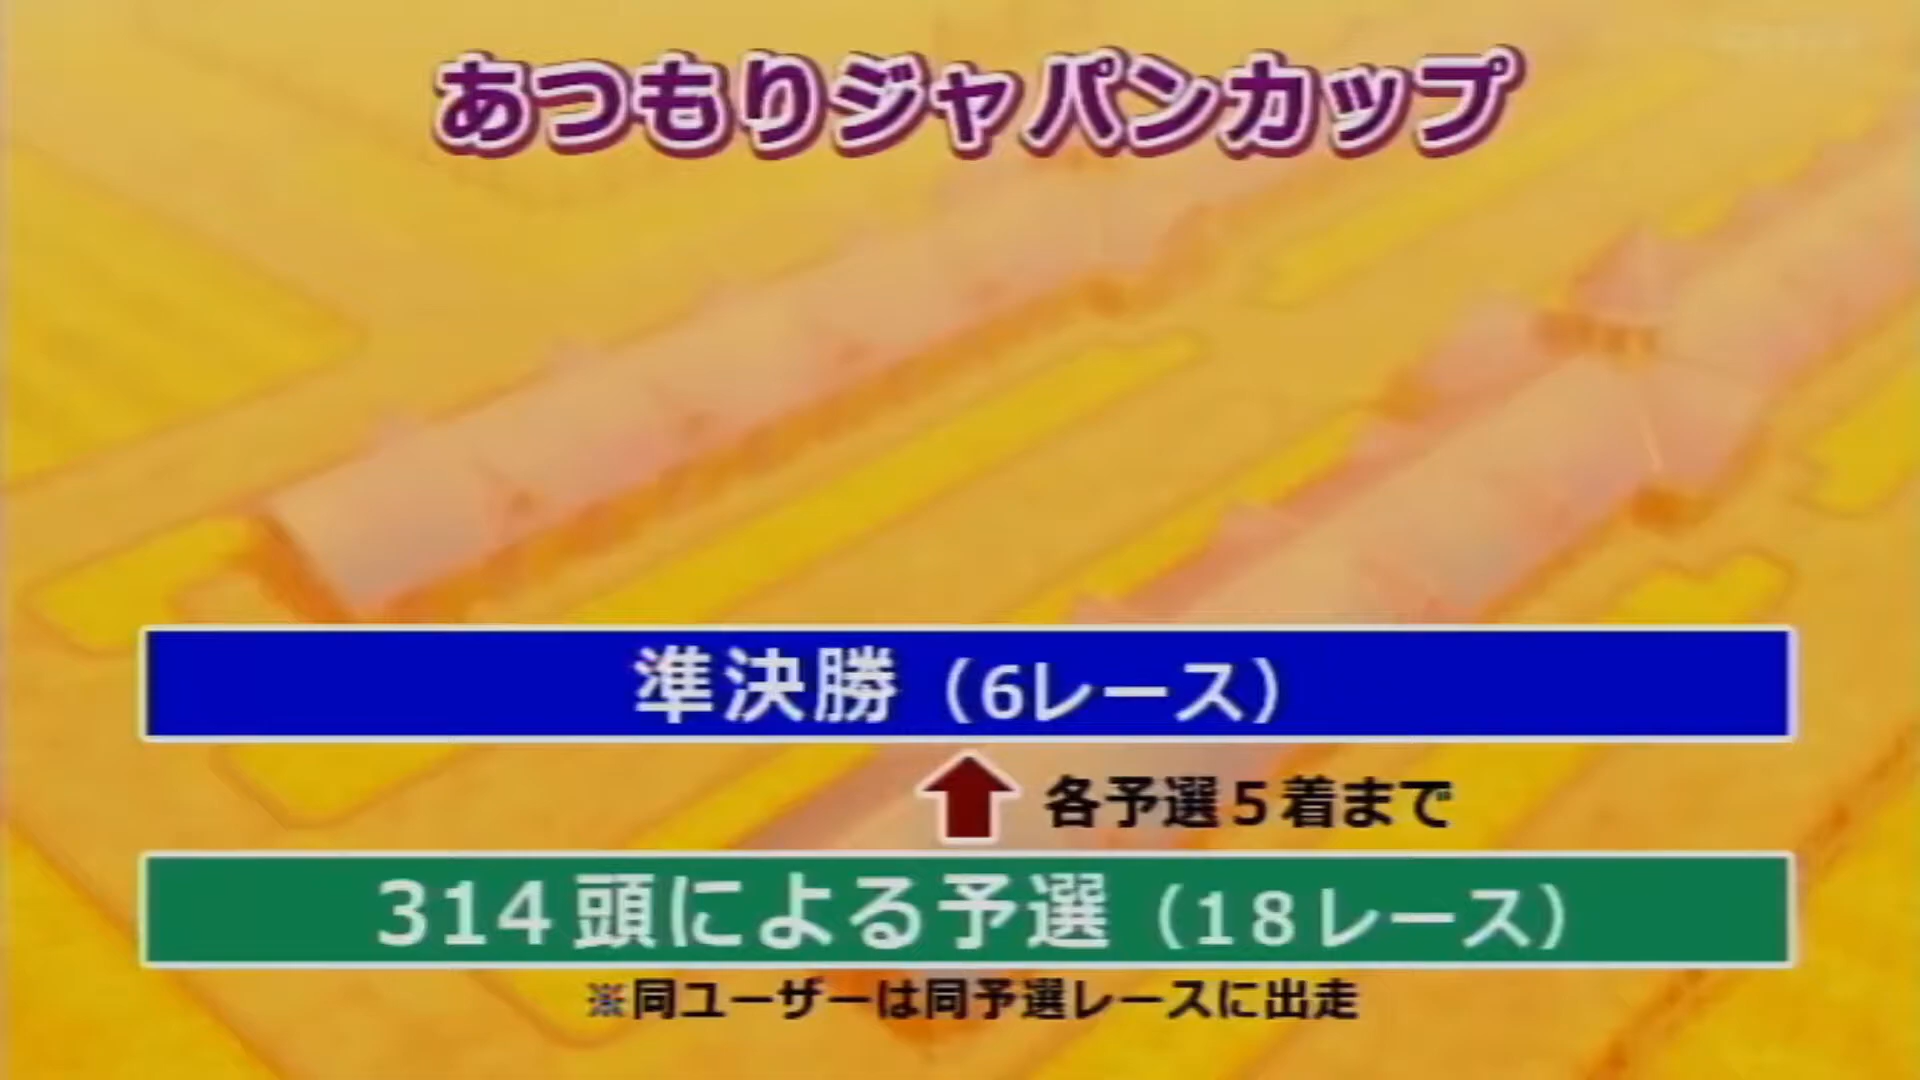 あつもりジャパンカップ
準決勝（6レース）
各予選５着まで
314頭による予選（18レース）
※同ユーザーは同予選レースに出走